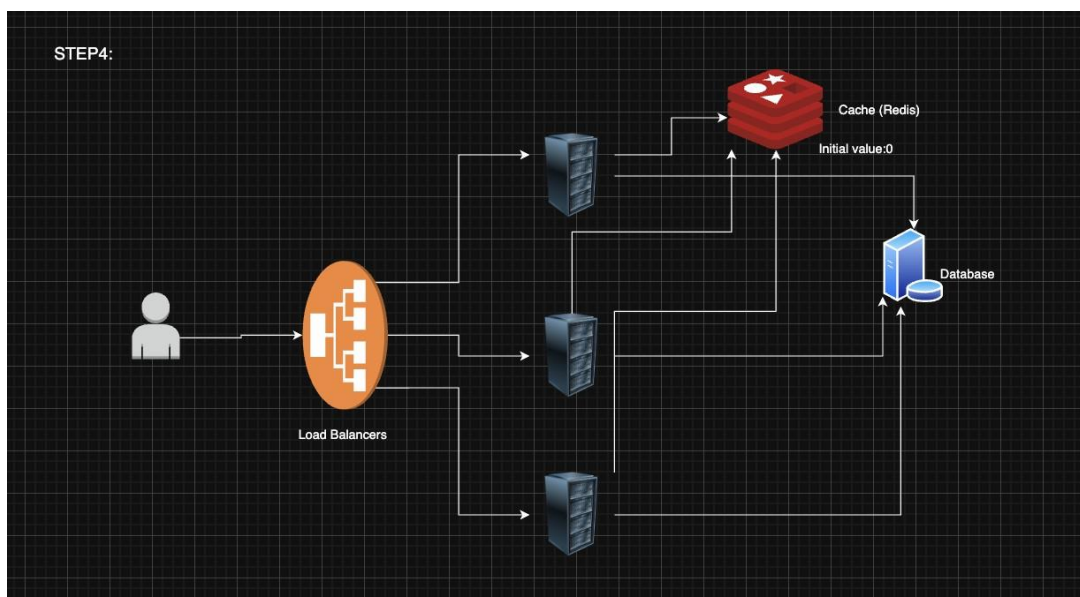 STEP4:
Cache (Redis)
Initial value:0
Database
Load Balancers